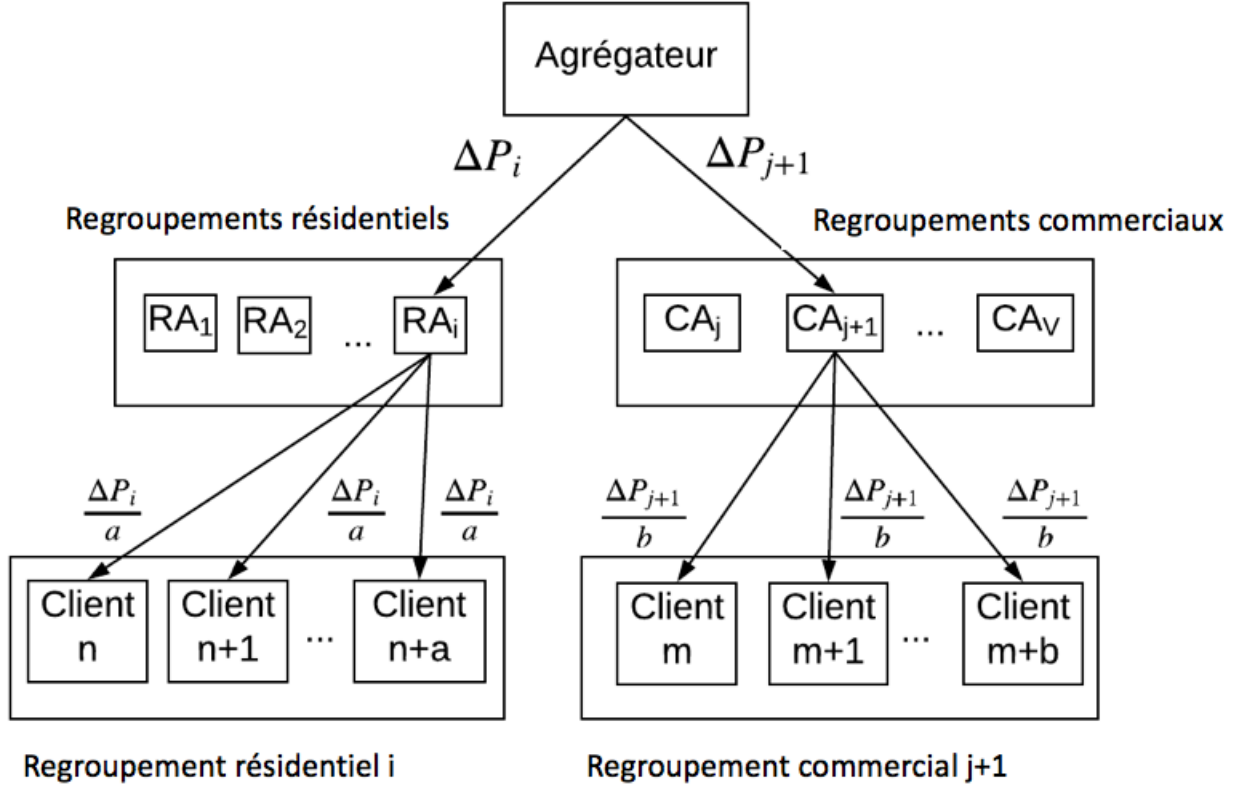 Agrégateur
ΔP_i
ΔP_{j+1}
Regroupements résidentiels
Regroupements commerciaux
RA_1
RA_2
...
RA_i
CA_j
CA_{j+1}
...
CA_V
ΔP_i
a
ΔP_i
a
ΔP_i
a
ΔP_{j+1}
b
ΔP_{j+1}
b
ΔP_{j+1}
b
Client
n
Client
n+1
...
Client
n+a
Client
m
Client
m+1
...
Client
m+b
Regroupement résidentiel i
Regroupement commercial j+1